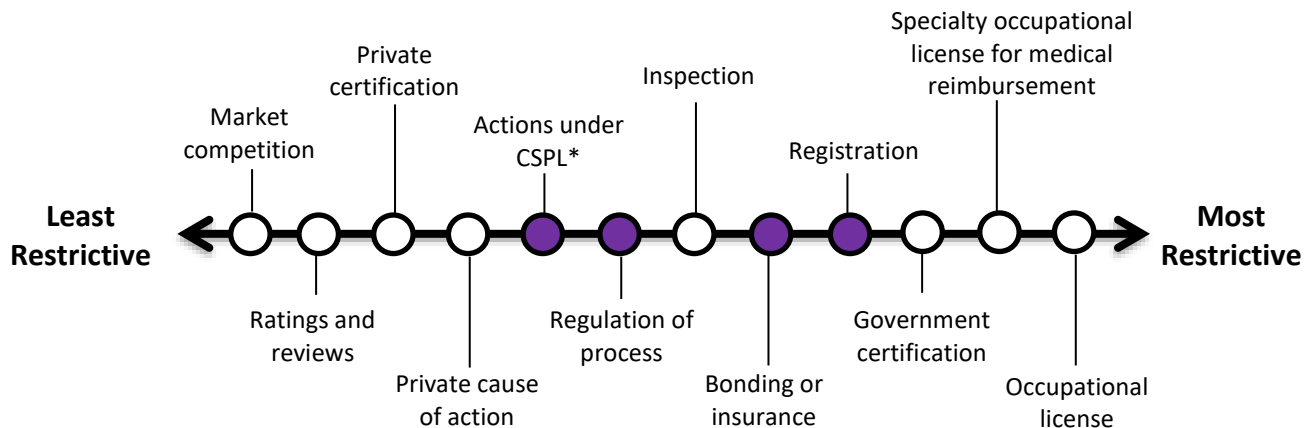 Specialty occupational
license for medical
reimbursement
Private
certification
Inspection
Market
competition
Actions under
CSPL*
Registration
Least
Restrictive
Most
Restrictive
Ratings and
reviews
Regulation of
process
Government
certification
Private cause
of action
Bonding or
insurance
Occupational
license